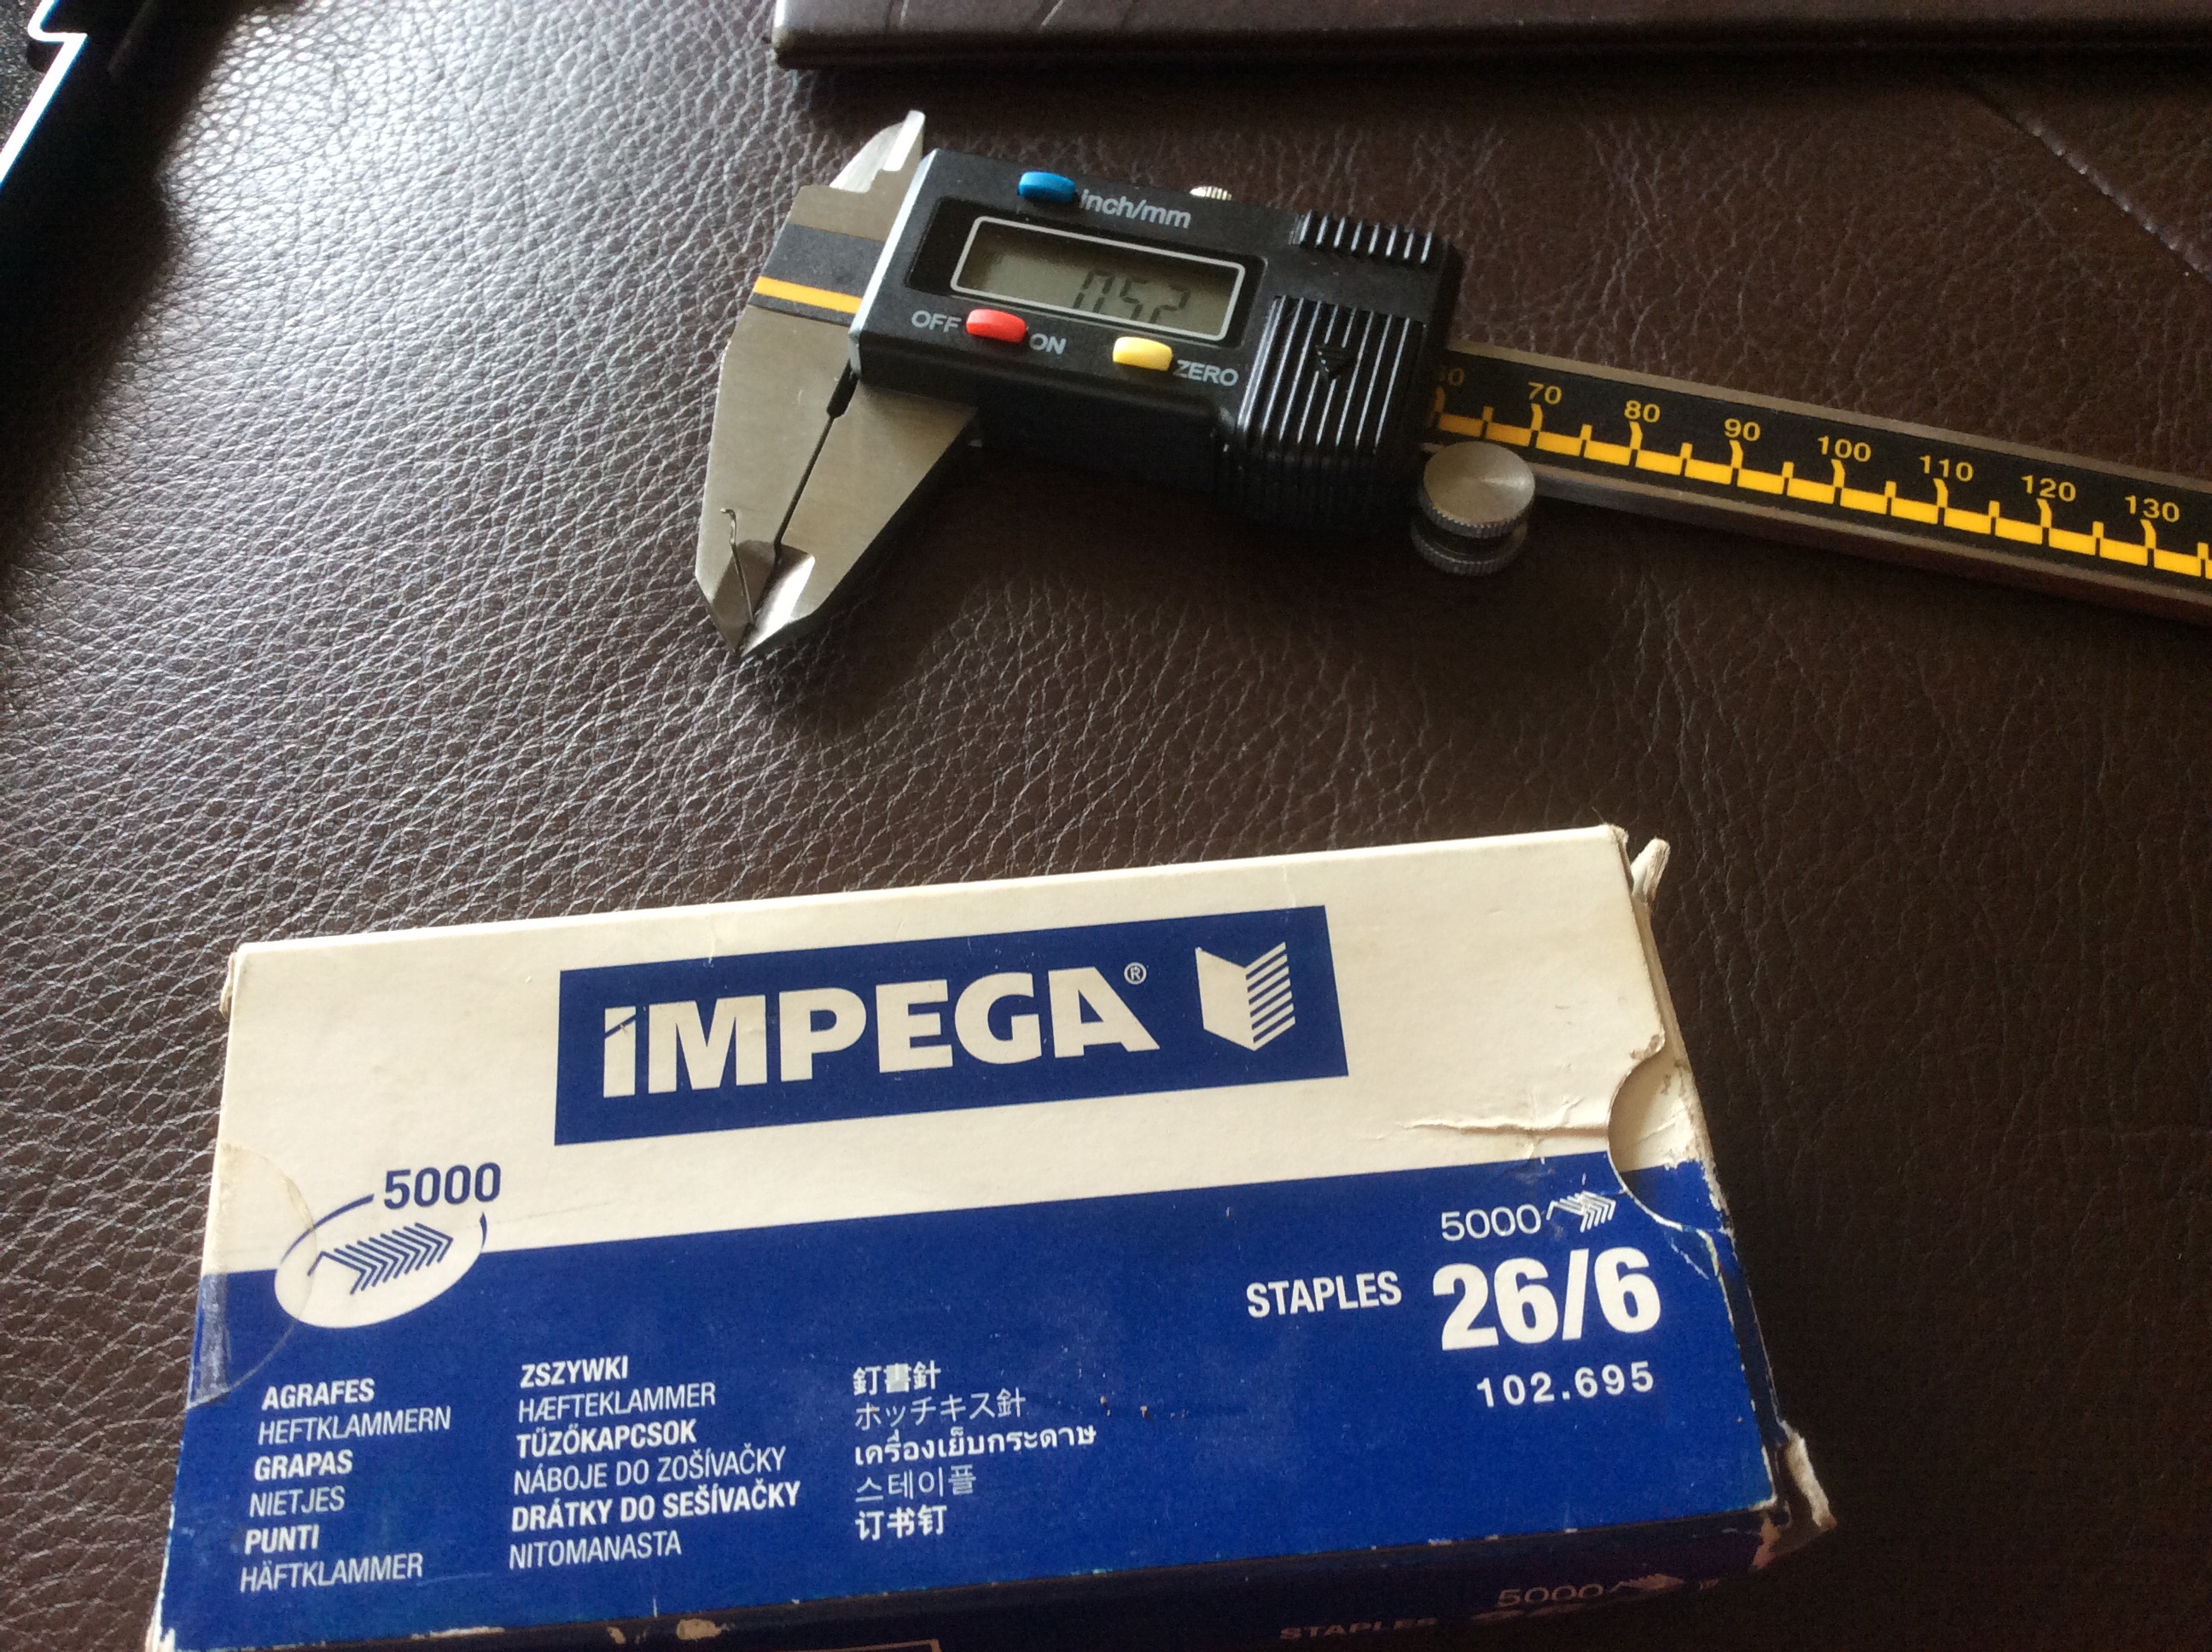 inch/mm
0.52
OFF ON ZERO
70 80 90 100 110 120 130
iMPEGA®
5000
5000
STAPLES 26/6
102.695
AGRAFES
HEFTKLAMMERN
GRAPAS
NIETJES
PUNTI
HÄFTKLAMMER
ZSZYWKI
HÆFTEKLAMMER
TŰZŐKAPCSOK
NÁBOJE DO ZOŠÍVAČKY
DRÁTKY DO SEŠÍVAČKY
NITOMANASTA
釘書針
ホッチキス針
เครื่องเย็บกระดาษ
스테이플
订书钉
5000
STAPLES